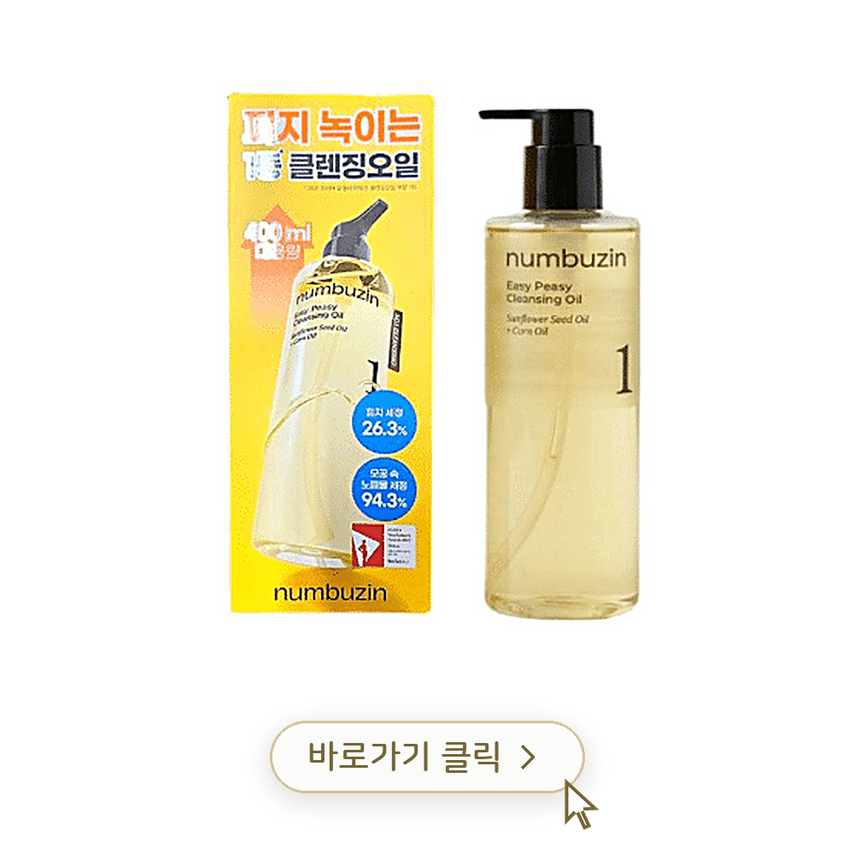 피지 녹이는
1등* 클렌징오일
400ml
대용량
numbuzin
Easy Peasy
Cleansing Oil
Sunflower Seed Oil
+ Corn Oil
1
피지 세정
26.3%
모공 속
노폐물 세정
94.3%
numbuzin
numbuzin
Easy Peasy
Cleansing Oil
Sunflower Seed Oil
+ Corn Oil
1
바로가기 클릭 >